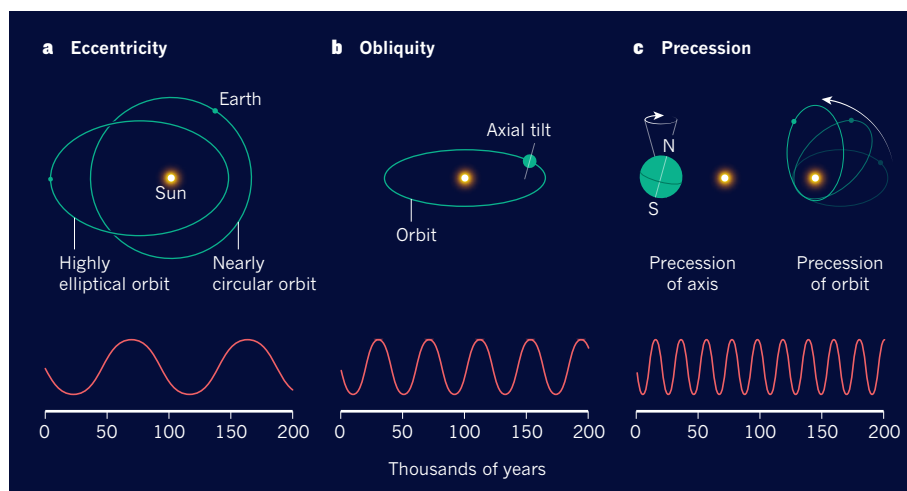 a Eccentricity
Earth
Sun
Highly
elliptical orbit
Nearly
circular orbit
0 50 100 150 200
b Obliquity
Axial tilt
Orbit
0 50 100 150 200
c Precession
N
S
Precession
of axis
Precession
of orbit
0 50 100 150 200
Thousands of years